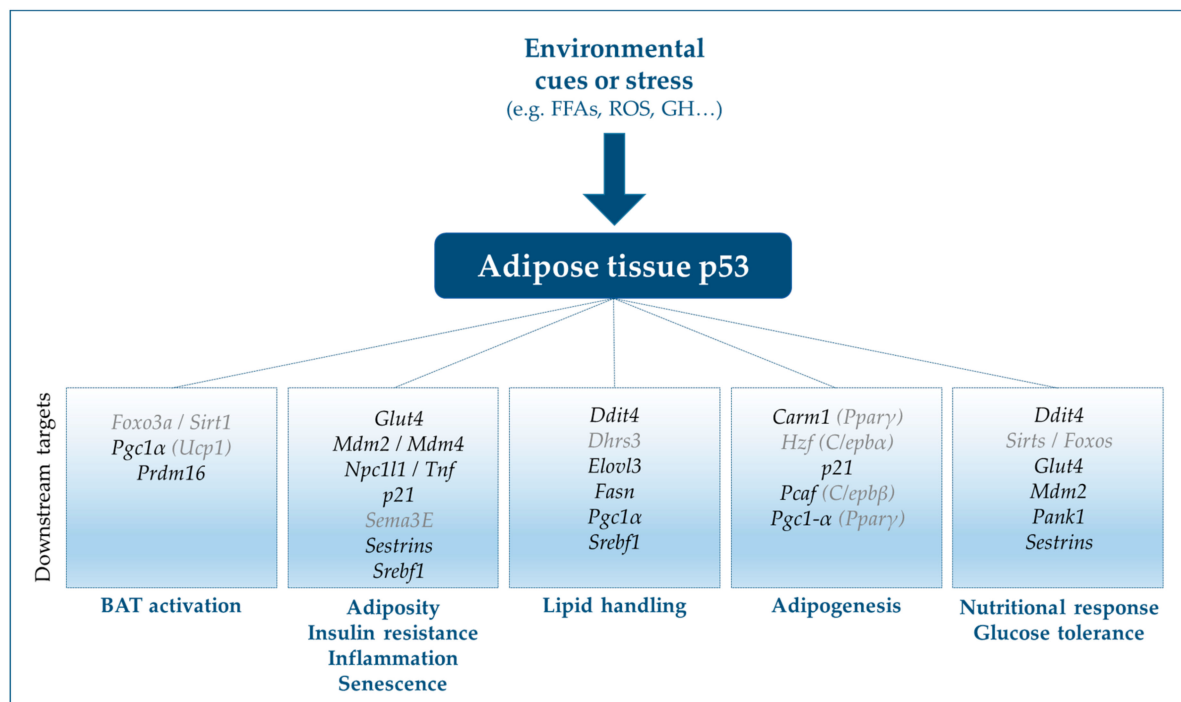 Environmental
cues or stress
(e.g. FFAs, ROS, GH…)
Adipose tissue p53
Downstream targets
Foxo3a / Sirt1
Pgc1α (Ucp1)
Prdm16
BAT activation
Glut4
Mdm2 / Mdm4
Npc1l1 / Tnf
p21
Sema3E
Sestrins
Srebf1
Adiposity
Insulin resistance
Inflammation
Senescence
Ddit4
Dhrs3
Elovl3
Fasn
Pgc1α
Srebf1
Lipid handling
Carm1 (Pparγ)
Hzf (C/epbα)
p21
Pcaf (C/epbβ)
Pgc1-α (Pparγ)
Adipogenesis
Ddit4
Sirts / Foxos
Glut4
Mdm2
Pank1
Sestrins
Nutritional response
Glucose tolerance